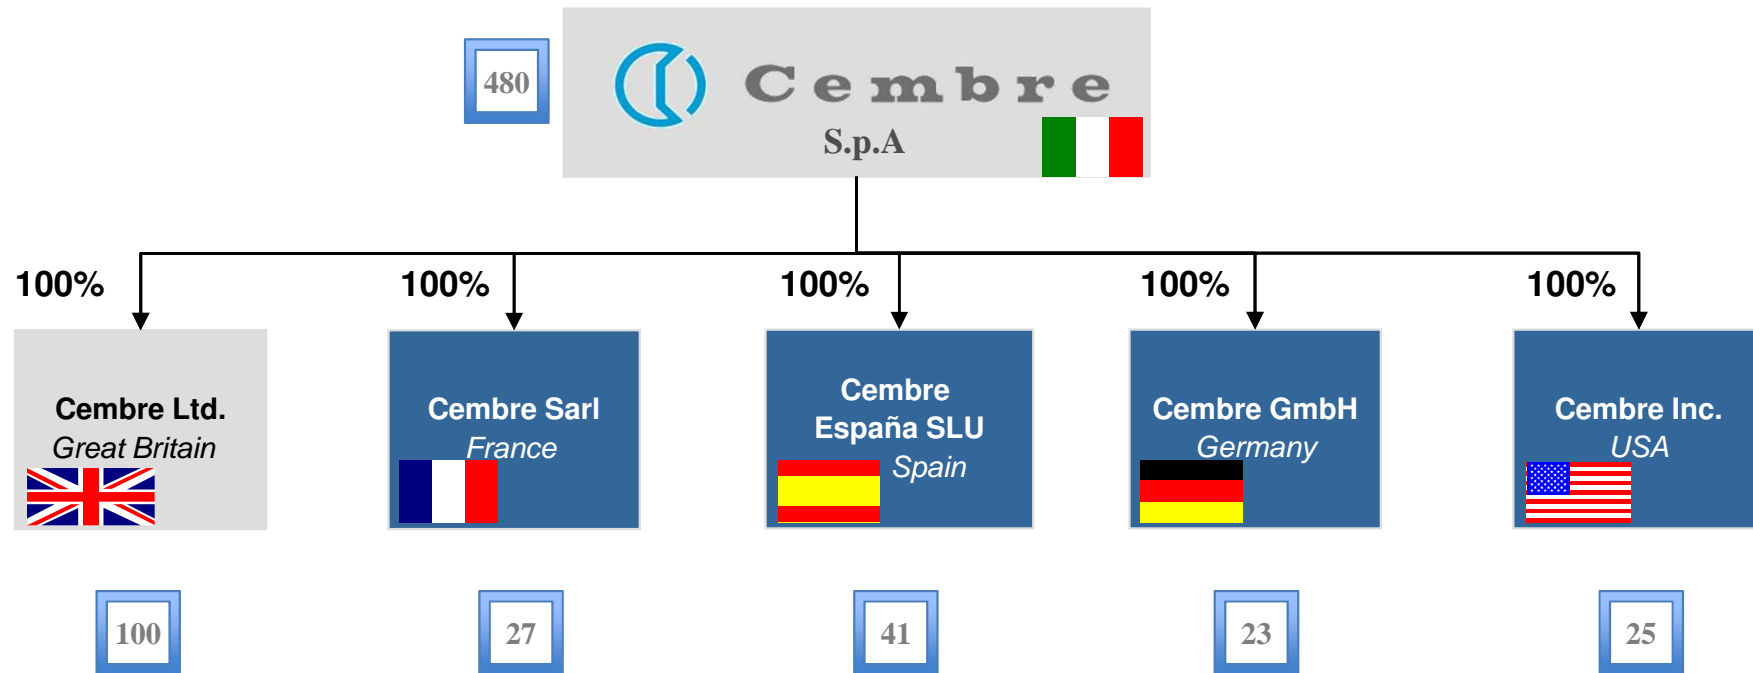 480
Cembre
S.p.A
100%
100%
100%
100%
100%
Cembre Ltd.
Great Britain
Cembre Sarl
France
Cembre
España SLU
Spain
Cembre GmbH
Germany
Cembre Inc.
USA
100
27
41
23
25